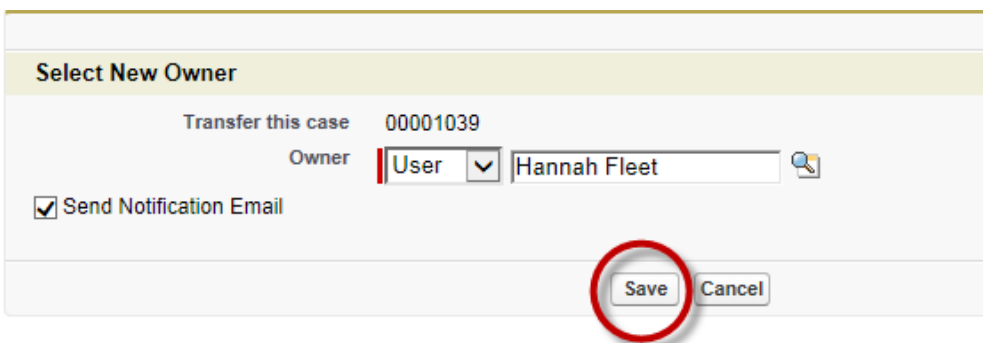 Select New Owner
Transfer this case 00001039
Owner User Hannah Fleet
Send Notification Email
Save Cancel